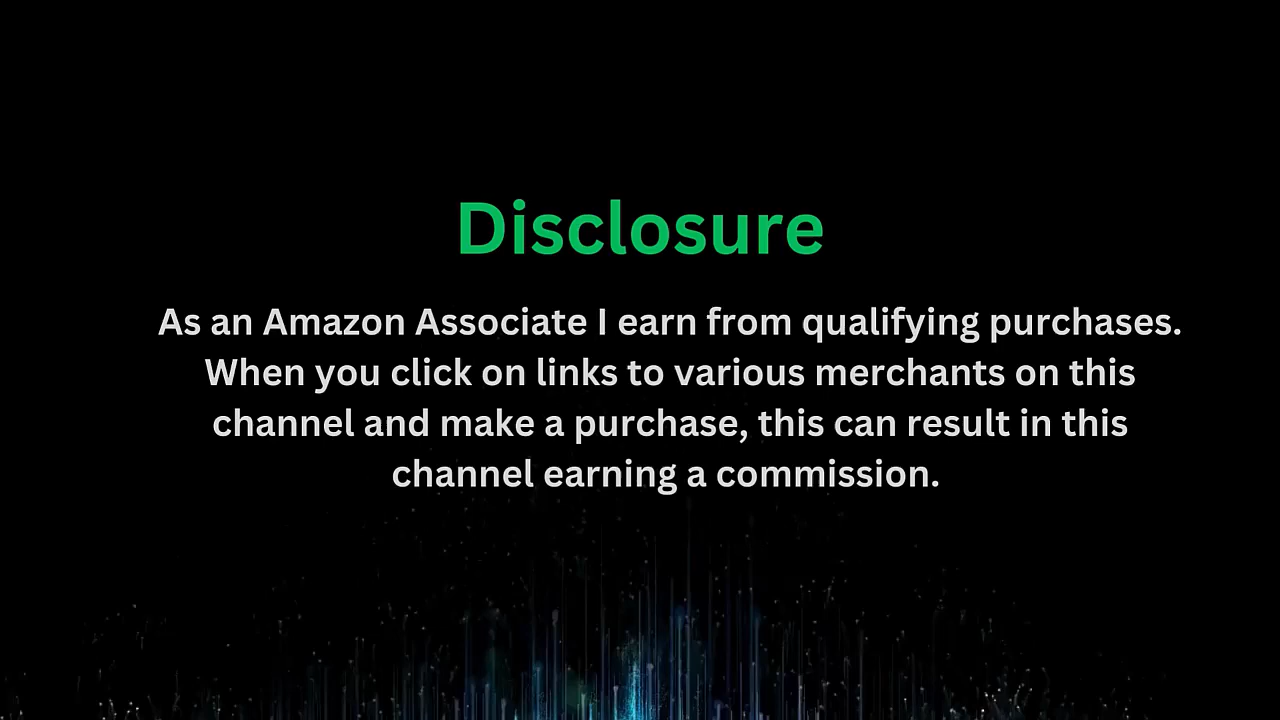 Disclosure
As an Amazon Associate I earn from qualifying purchases.
When you click on links to various merchants on this
channel and make a purchase, this can result in this
channel earning a commission.